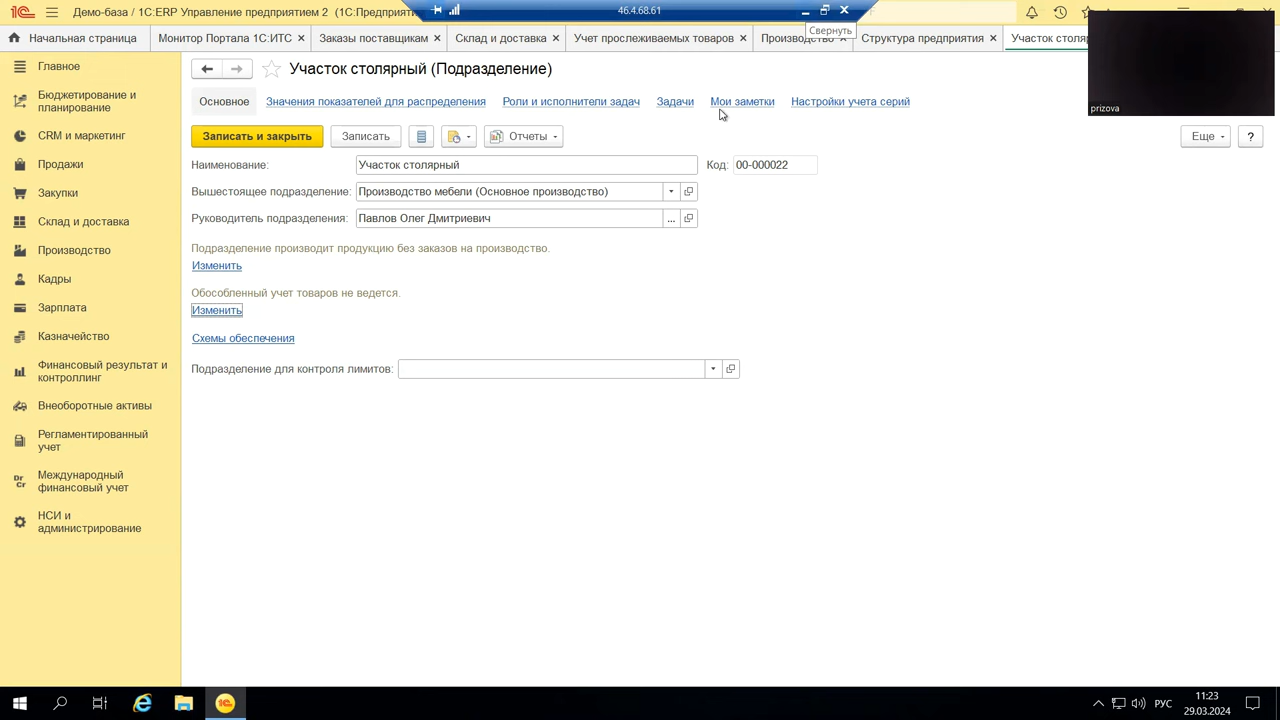 Демо-база / 1С:ERP Управление предприятием 2 (1С:Предприят
46.4.68.61
Свернуть
Начальная страница
Монитор Портала 1С:ИТС
Заказы поставщикам
Склад и доставка
Учет прослеживаемых товаров
Производство
Структура предприятия
Участок столяр
prizova
Главное
Бюджетирование и
планирование
CRM и маркетинг
Продажи
Закупки
Склад и доставка
Производство
Кадры
Зарплата
Казначейство
Финансовый результат и
контроллинг
Внеоборотные активы
Регламентированный
учет
Dr
Cr
Международный
финансовый учет
НСИ и
администрирование
Участок столярный (Подразделение)
Основное
Значения показателей для распределения
Роли и исполнители задач
Задачи
Мои заметки
Настройки учета серий
Записать и закрыть
Записать
Отчеты
Еще
?
Наименование:
Участок столярный
Код:
00-000022
Вышестоящее подразделение:
Производство мебели (Основное производство)
Руководитель подразделения:
Павлов Олег Дмитриевич
...
Подразделение производит продукцию без заказов на производство.
Изменить
Обособленный учет товаров не ведется.
Изменить
Схемы обеспечения
Подразделение для контроля лимитов:
РУС
11:23
29.03.2024